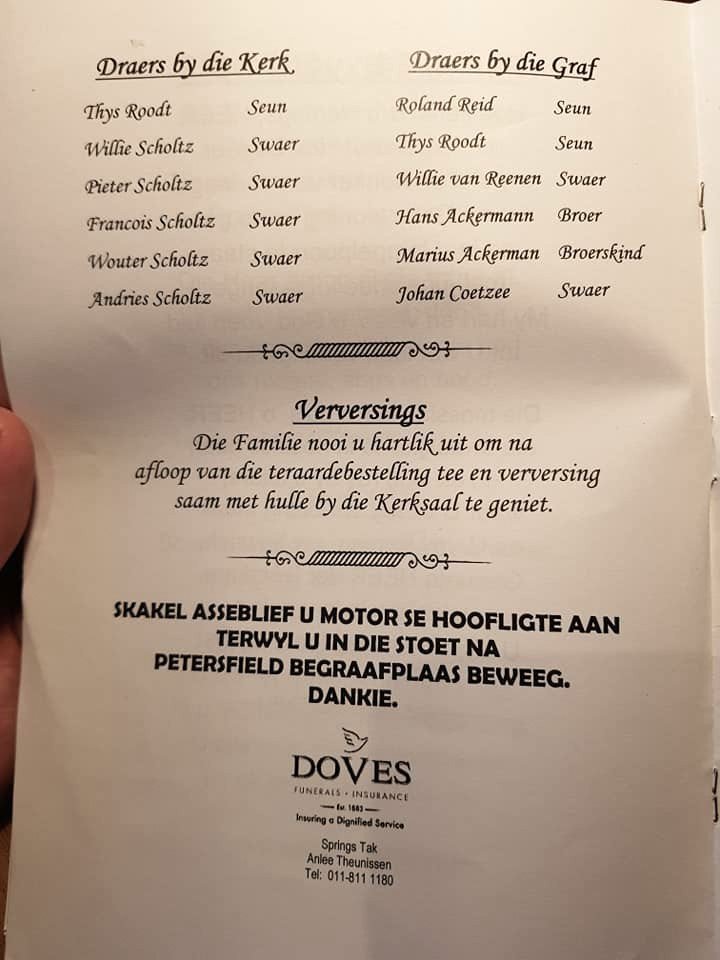 Draers by die Kerk
Thys Roodt Seun
Willie Scholtz Swaer
Pieter Scholtz Swaer
Francois Scholtz Swaer
Wouter Scholtz Swaer
Andries Scholtz Swaer
Draers by die Graf
Roland Reid Seun
Thys Roodt Seun
Willie van Reenen Swaer
Hans Ackermann Broer
Marius Ackerman Broerskind
Johan Coetzee Swaer
Verversings
Die Familie nooi u hartlik uit om na
afloop van die teraardebestelling tee en verversing
saam met hulle by die Kerksaal te geniet.
SKAKEL ASSEBLIEF U MOTOR SE HOOFLIGTE AAN
TERWYL U IN DIE STOET NA
PETERSFIELD BEGRAAFPLAAS BEWEEG.
DANKIE.
DOVES
FUNERALS • INSURANCE
Est. 1883
Insuring a Dignified Service
Springs Tak
Anlee Theunissen
Tel: 011-811 1180